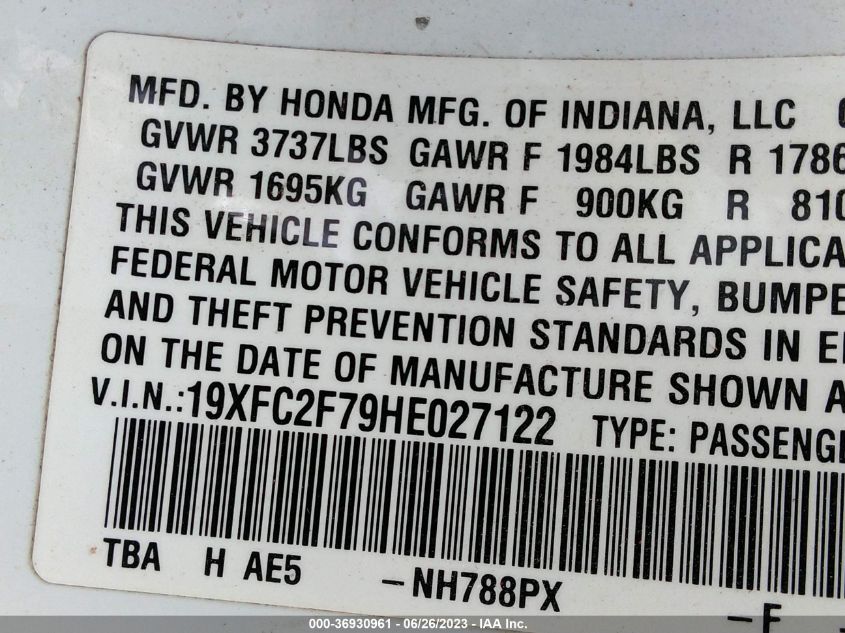 MFD. BY HONDA MFG. OF INDIANA, LLC
GVWR 3737LBS GAWR F 1984LBS R 1786
GVWR 1695KG GAWR F 900KG R 810
THIS VEHICLE CONFORMS TO ALL APPLICA
FEDERAL MOTOR VEHICLE SAFETY, BUMPE
AND THEFT PREVENTION STANDARDS IN E
ON THE DATE OF MANUFACTURE SHOWN A
V.I.N.:19XFC2F79HE027122 TYPE: PASSENG
TBA H AE5 -NH788PX
-F
000-36930961 / 06/26/2023 - © IAA, Inc.